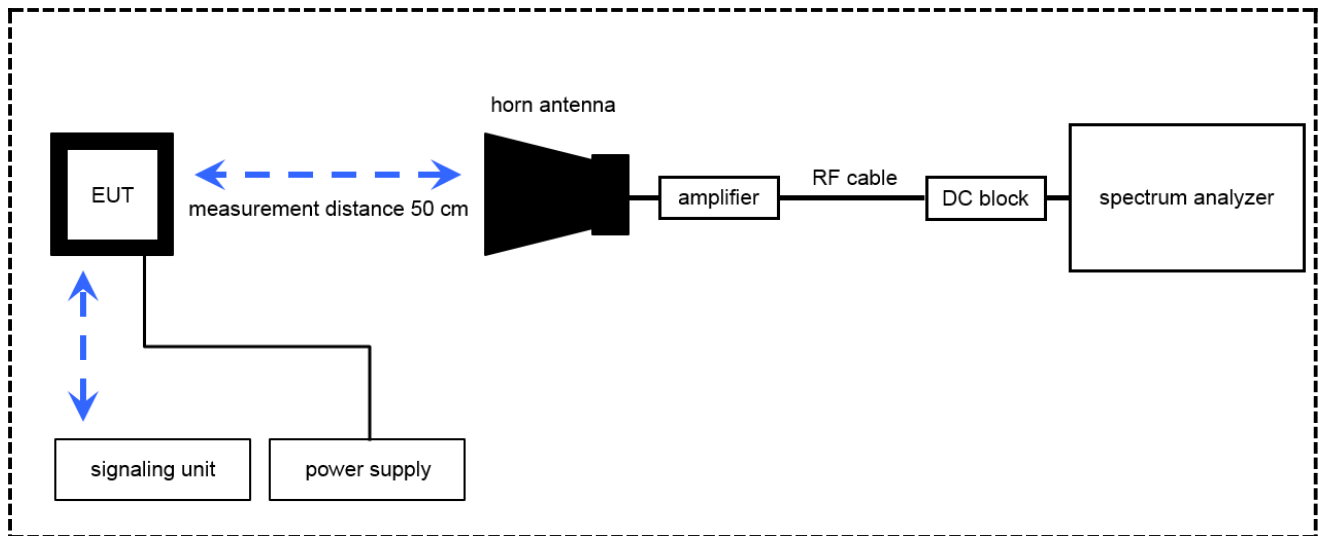 horn antenna
EUT
measurement distance 50 cm
amplifier
RF cable
DC block
spectrum analyzer
signaling unit
power supply